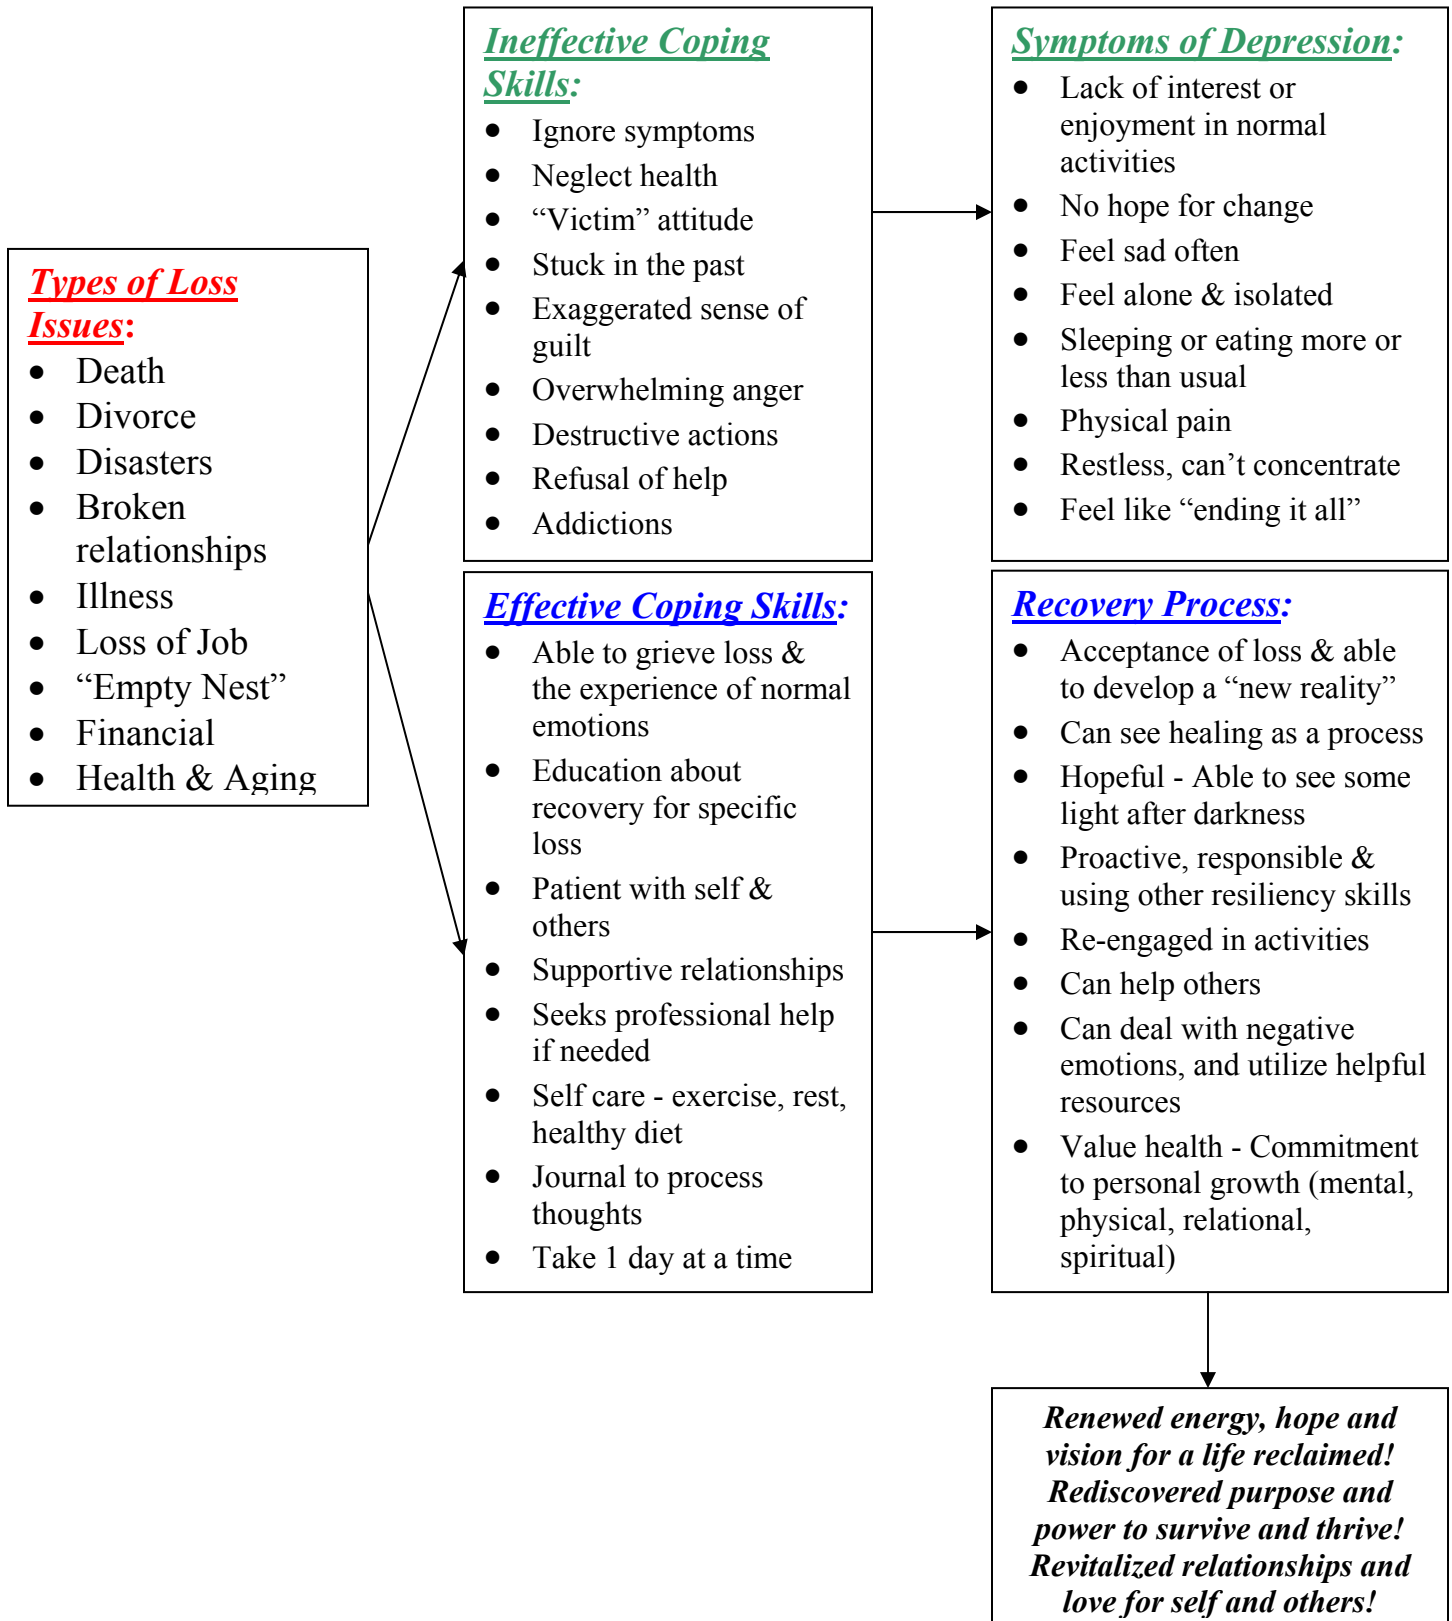 Types of Loss
Issues:
• Death
• Divorce
• Disasters
• Broken
relationships
• Illness
• Loss of Job
• “Empty Nest”
• Financial
• Health & Aging
Ineffective Coping
Skills:
• Ignore symptoms
• Neglect health
• “Victim” attitude
• Stuck in the past
• Exaggerated sense of
guilt
• Overwhelming anger
• Destructive actions
• Refusal of help
• Addictions
Symptoms of Depression:
• Lack of interest or
enjoyment in normal
activities
• No hope for change
• Feel sad often
• Feel alone & isolated
• Sleeping or eating more or
less than usual
• Physical pain
• Restless, can’t concentrate
• Feel like “ending it all”
Effective Coping Skills:
• Able to grieve loss &
the experience of normal
emotions
• Education about
recovery for specific
loss
• Patient with self &
others
• Supportive relationships
• Seeks professional help
if needed
• Self care - exercise, rest,
healthy diet
• Journal to process
thoughts
• Take 1 day at a time
Recovery Process:
• Acceptance of loss & able
to develop a “new reality”
• Can see healing as a process
• Hopeful - Able to see some
light after darkness
• Proactive, responsible &
using other resiliency skills
• Re-engaged in activities
• Can help others
• Can deal with negative
emotions, and utilize helpful
resources
• Value health - Commitment
to personal growth (mental,
physical, relational,
spiritual)
Renewed energy, hope and
vision for a life reclaimed!
Rediscovered purpose and
power to survive and thrive!
Revitalized relationships and
love for self and others!